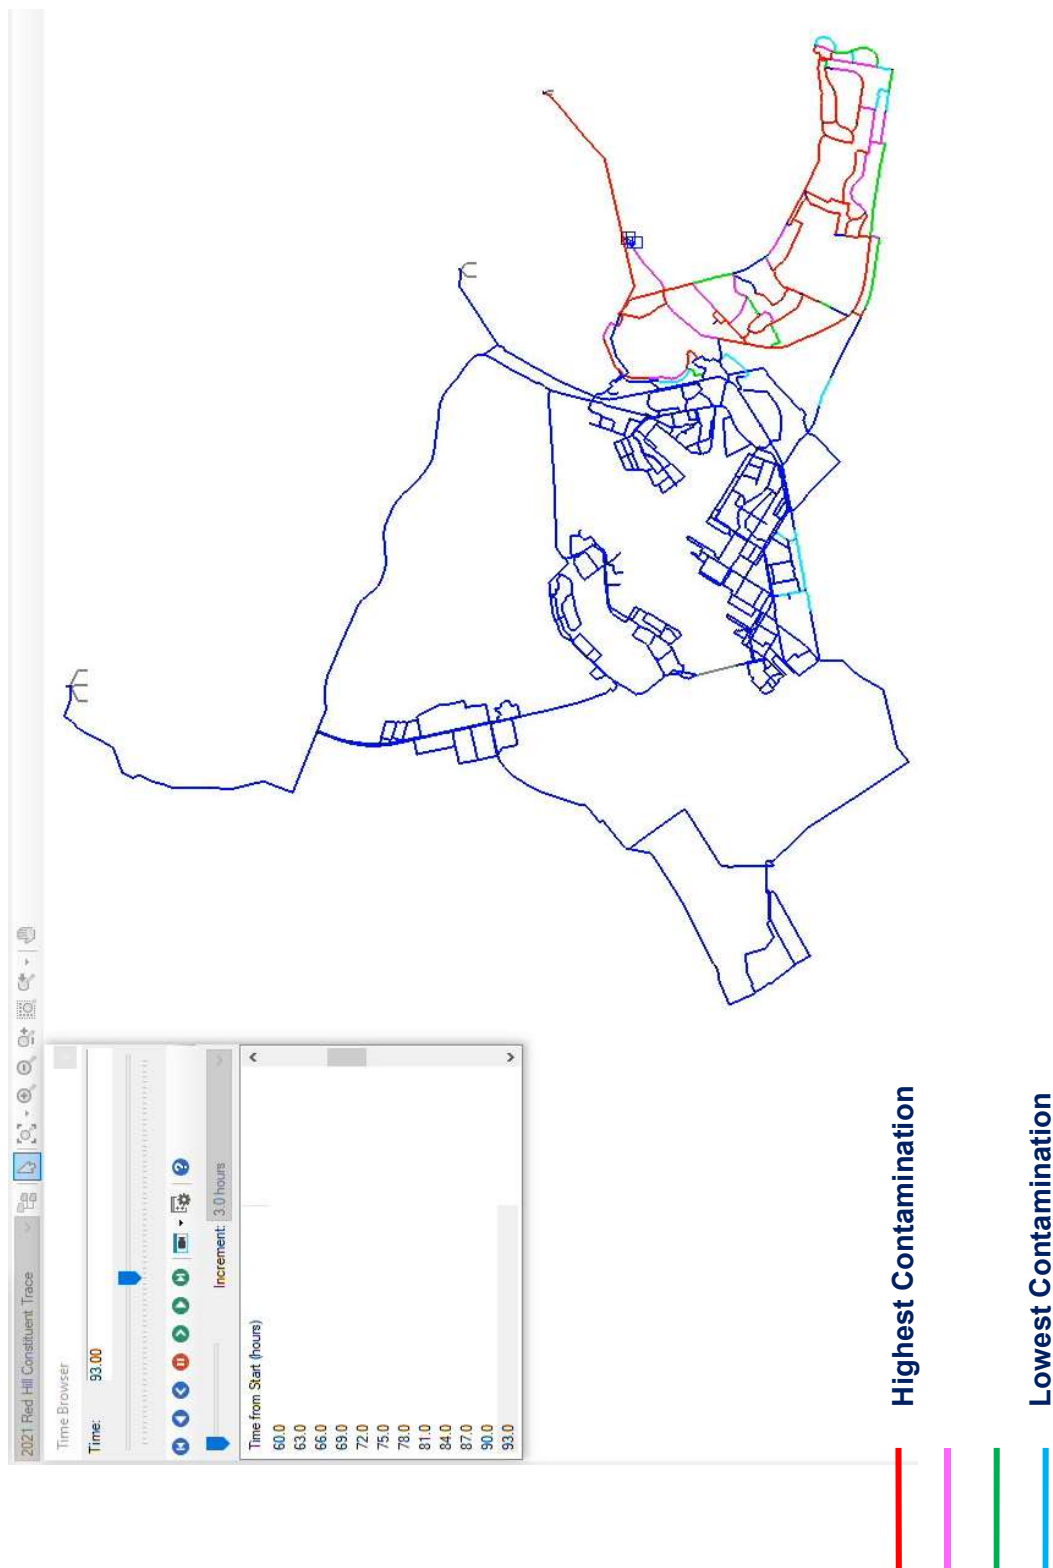 2021 Red Hill Constituent Trace
Time Browser
Time:
93.00
Increment:
3.0 hours
Time from Start (hours)
60.0
63.0
66.0
69.0
72.0
75.0
78.0
81.0
84.0
87.0
90.0
93.0
Highest Contamination
Lowest Contamination